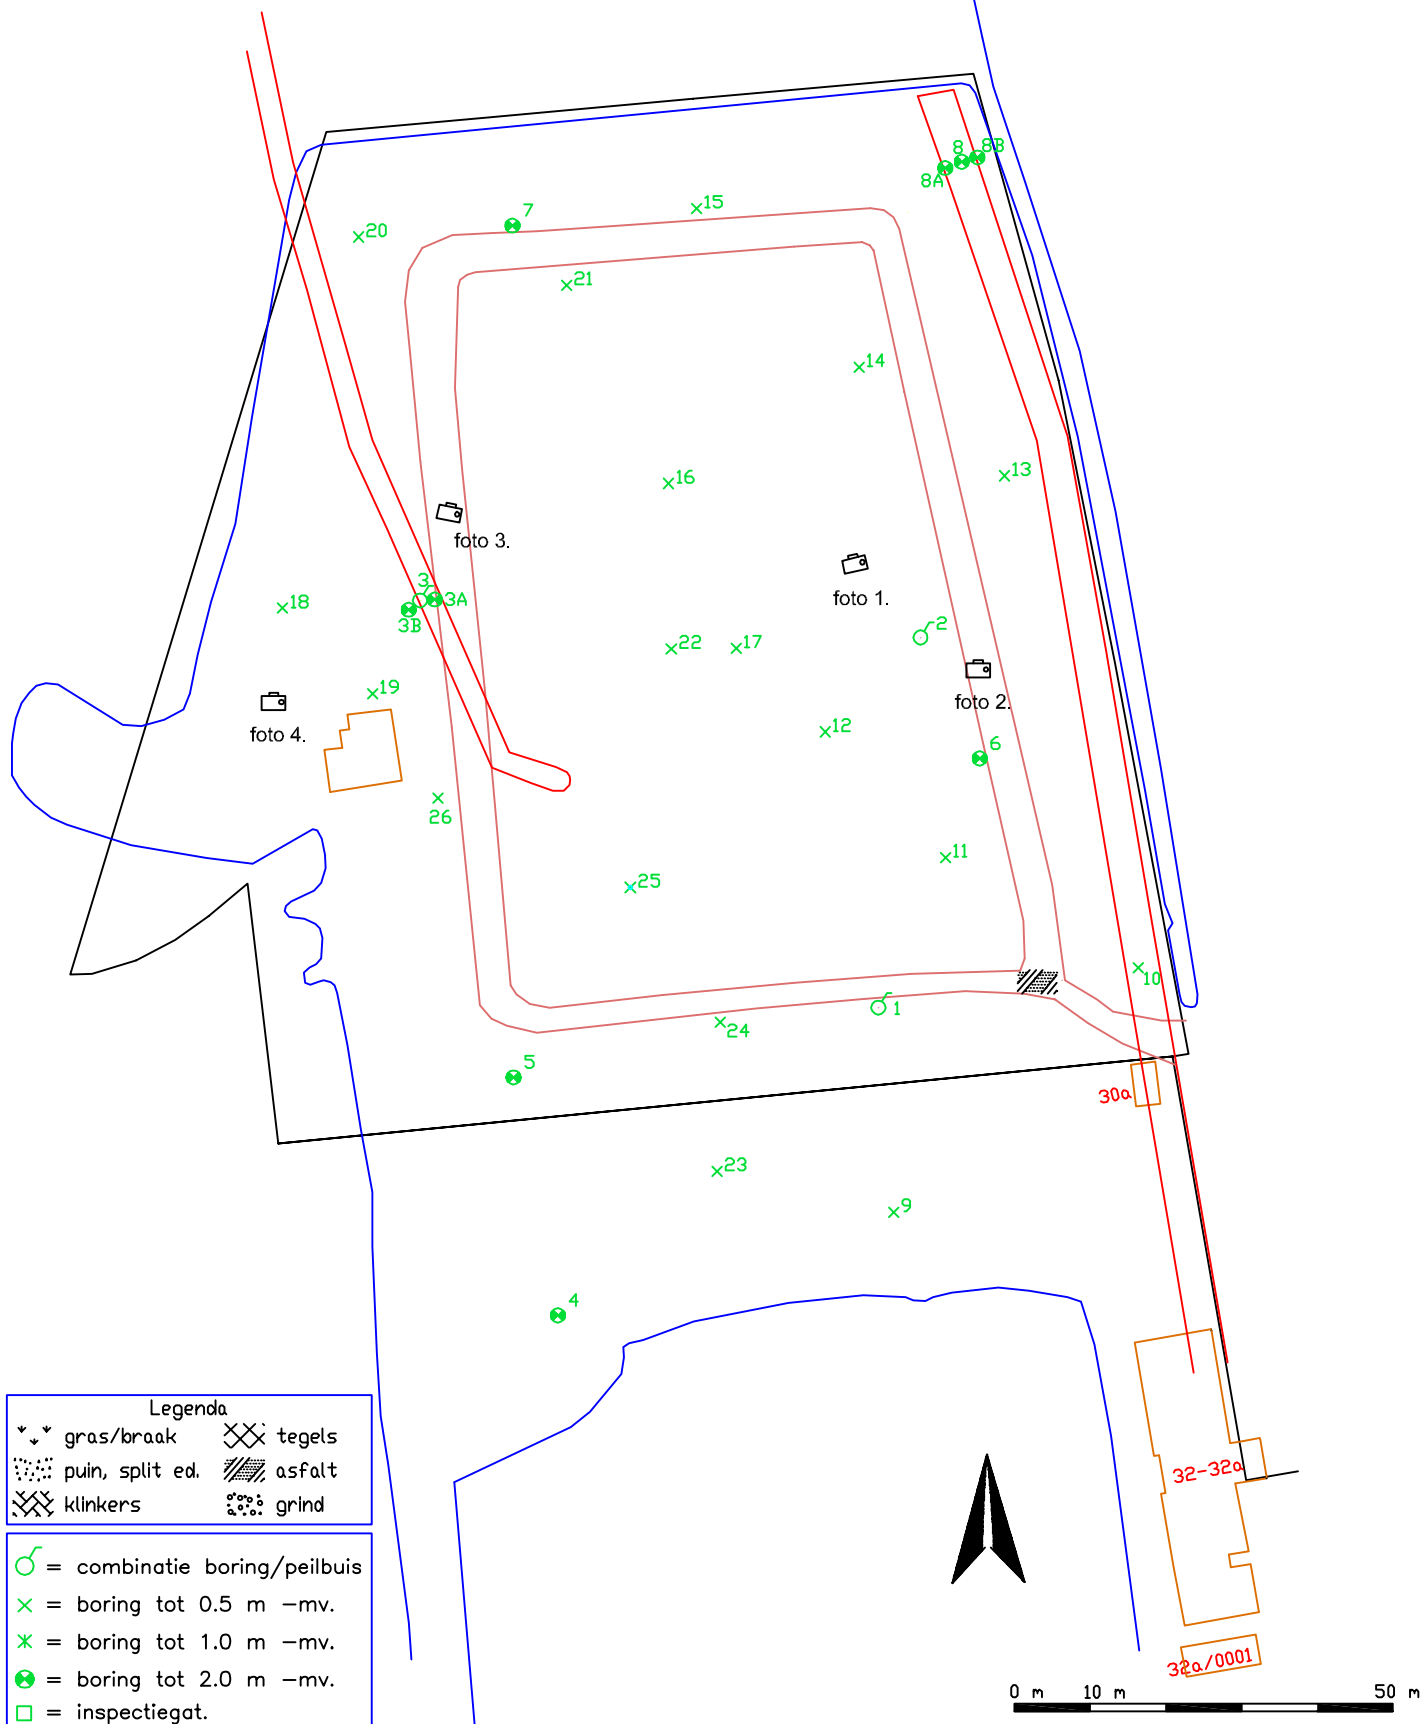 8
8B
8A
7
15
20
21
14
16
13
foto 3.
foto 1.
3
3A
3B
18
2
22
17
19
foto 2.
foto 4.
12
6
26
11
25
10
1
24
5
30a
23
9
4
Legenda
gras/braak
tegels
puin, split ed.
asfalt
klinkers
grind
= combinatie boring/peilbuis
= boring tot 0.5 m -mv.
= boring tot 1.0 m -mv.
= boring tot 2.0 m -mv.
= inspectiegat.
32-32a
32a/0001
0 m
10 m
50 m